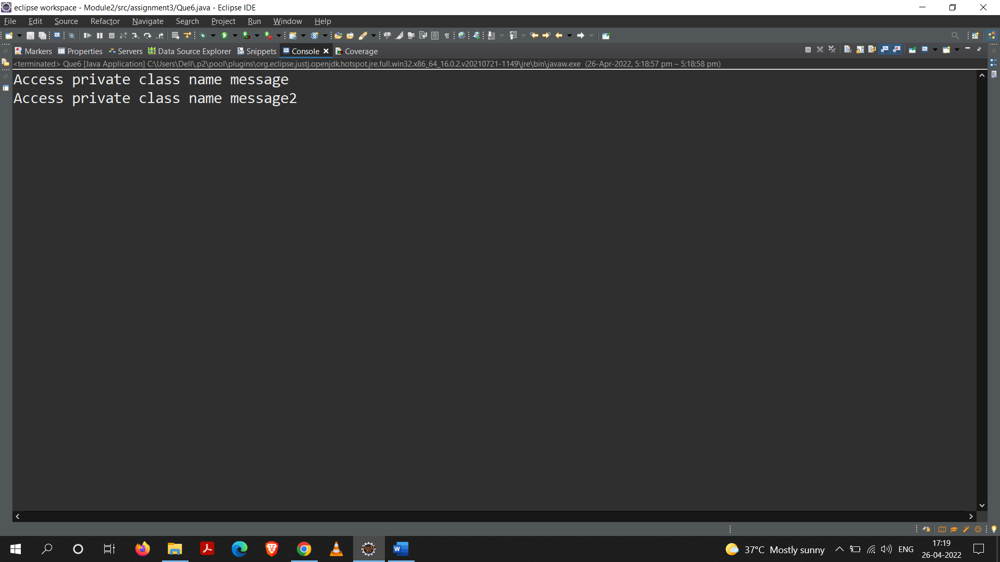 eclipse workspace - Module2/src/assignment3/Que6.java - Eclipse IDE
File Edit Source Refactor Navigate Search Project Run Window Help
Markers Properties Servers Data Source Explorer Snippets Console Coverage
<terminated> Que6 [Java Application] C:\Users\Dell\.p2\pool\plugins\org.eclipse.justj.openjdk.hotspot.jre.full.win32.x86_64_16.0.2.v20210721-1149\jre\bin\javaw.exe (26-Apr-2022, 5:18:57 pm – 5:18:58 pm)
Access private class name message
Access private class name message2
37°C Mostly sunny ENG
17:19
26-04-2022